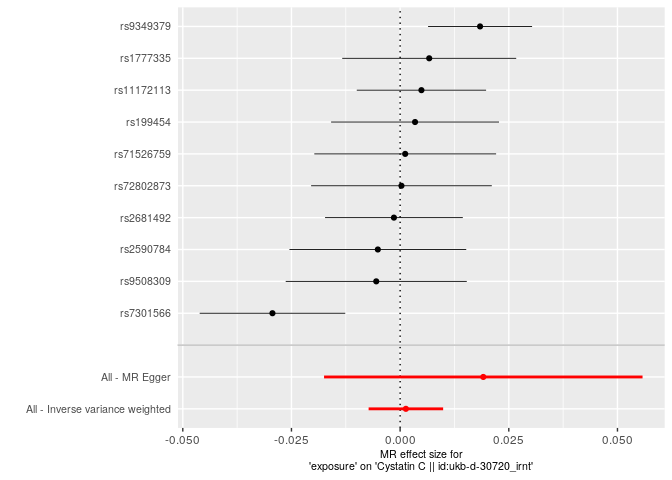 rs9349379
rs1777335
rs11172113
rs199454
rs71526759
rs72802873
rs2681492
rs2590784
rs9508309
rs7301566
All - MR Egger
All - Inverse variance weighted
-0.050 -0.025 0.000 0.025 0.050
MR effect size for
'exposure' on 'Cystatin C || id:ukb-d-30720_irnt'